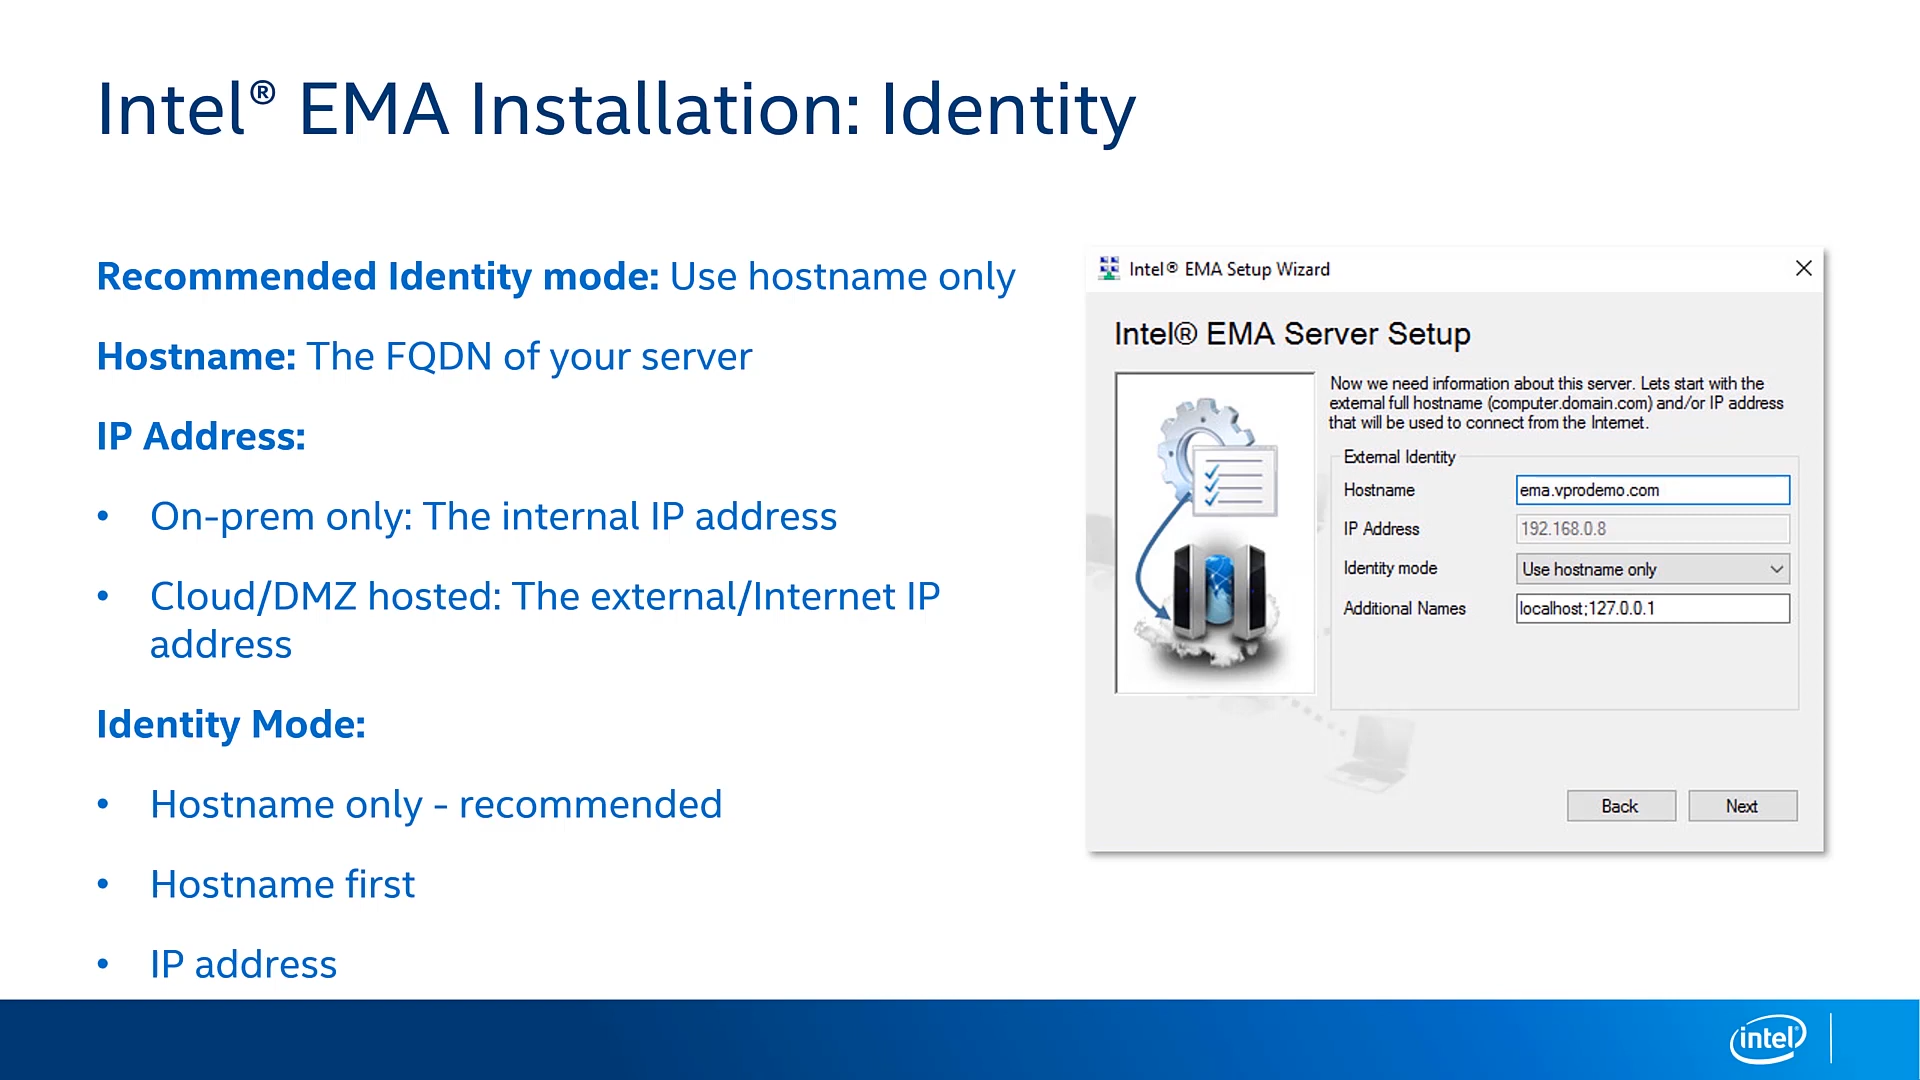 Intel® EMA Installation: Identity
Recommended Identity mode: Use hostname only
Hostname: The FQDN of your server
IP Address:
• On-prem only: The internal IP address
• Cloud/DMZ hosted: The external/Internet IP
address
Identity Mode:
• Hostname only - recommended
• Hostname first
• IP address
Intel® EMA Setup Wizard
Intel® EMA Server Setup
Now we need information about this server. Lets start with the
external full hostname (computer.domain.com) and/or IP address
that will be used to connect from the Internet.
External Identity
Hostname ema.vprodemo.com
IP Address 192.168.0.8
Identity mode Use hostname only
Additional Names localhost;127.0.0.1
Back Next
intel®